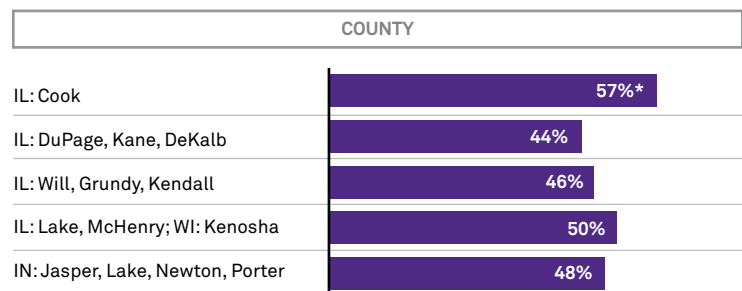 COUNTY
IL: Cook 57%*
IL: DuPage, Kane, DeKalb 44%
IL: Will, Grundy, Kendall 46%
IL: Lake, McHenry; WI: Kenosha 50%
IN: Jasper, Lake, Newton, Porter 48%